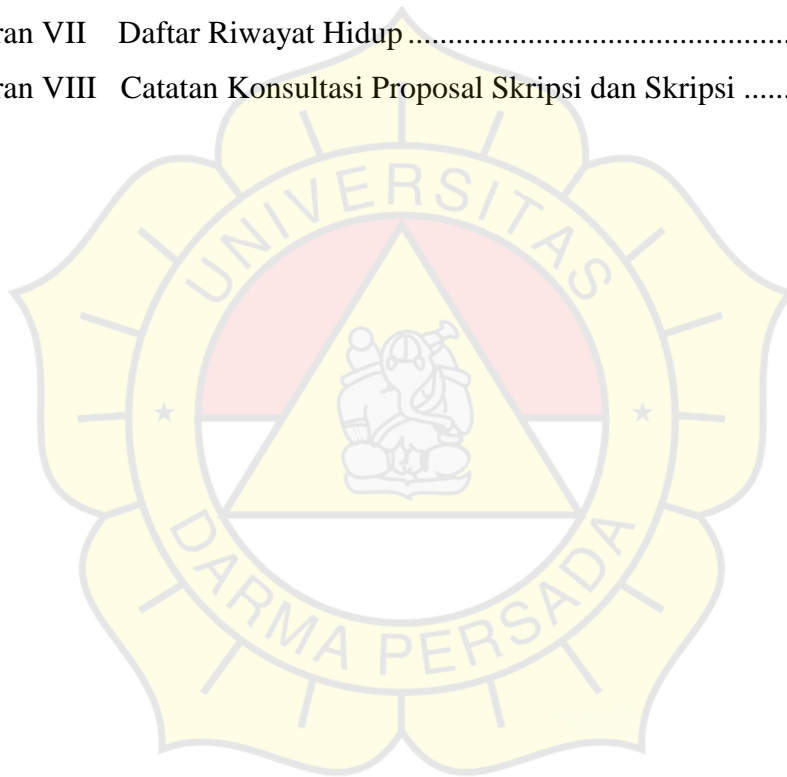 ran VII Daftar Riwayat Hidup ................................................
ran VIII Catatan Konsultasi Proposal Skripsi dan Skripsi ......
UNIVERSITAS
DARMA PERSADA